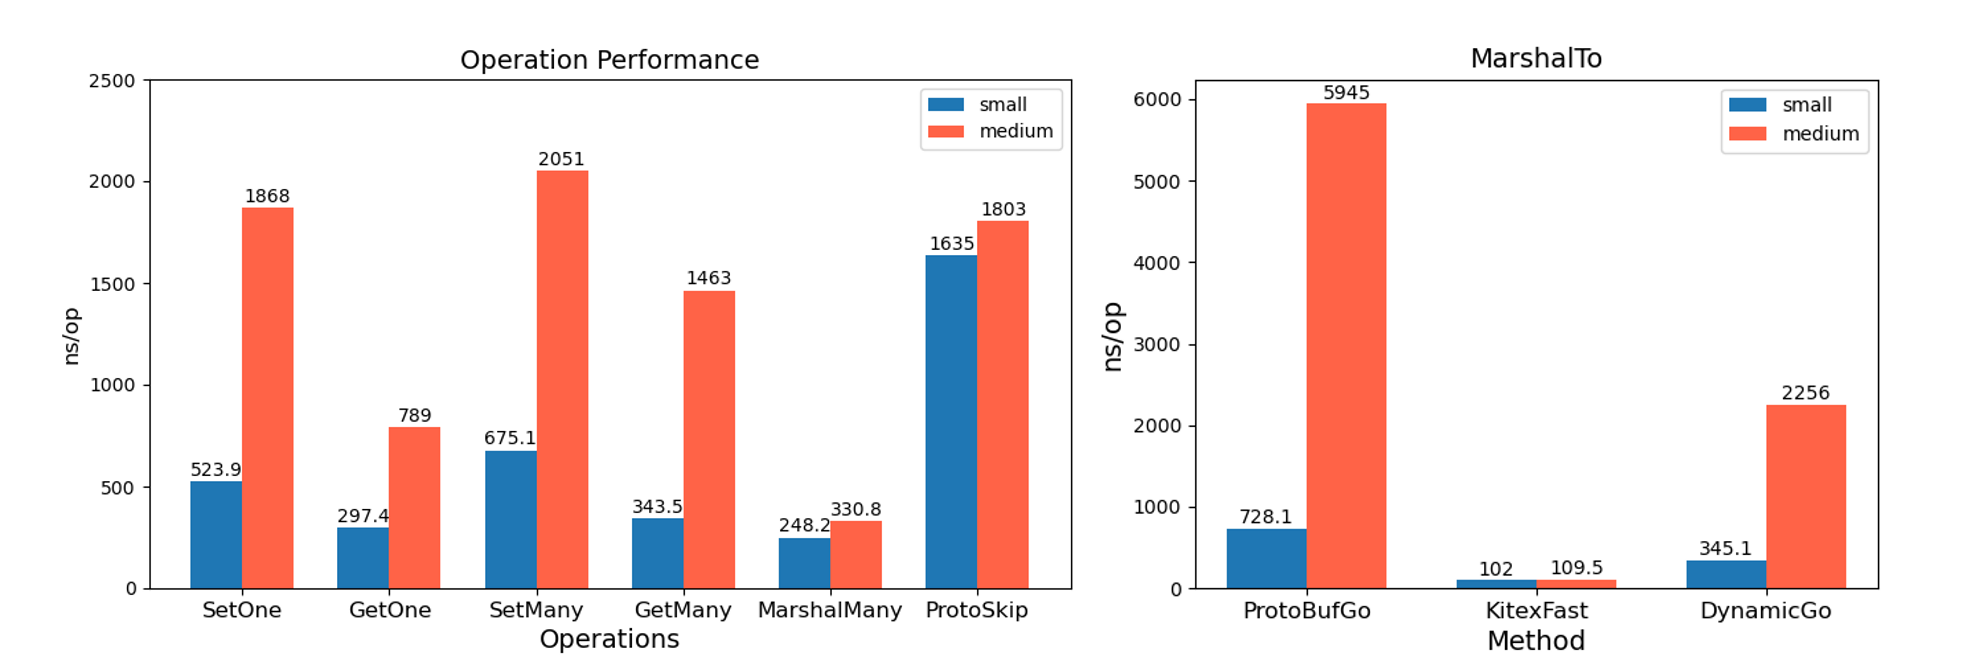 Operation Performance
2500
2000
1500
1000
500
0
ns/op
small
medium
523.9
1868
297.4
789
675.1
2051
343.5
1463
248.2
330.8
1635
1803
SetOne
GetOne
SetMany
GetMany
MarshalMany
ProtoSkip
Operations
MarshalTo
6000
5000
4000
3000
2000
1000
0
ns/op
small
medium
728.1
5945
102
109.5
345.1
2256
ProtoBufGo
KitexFast
DynamicGo
Method